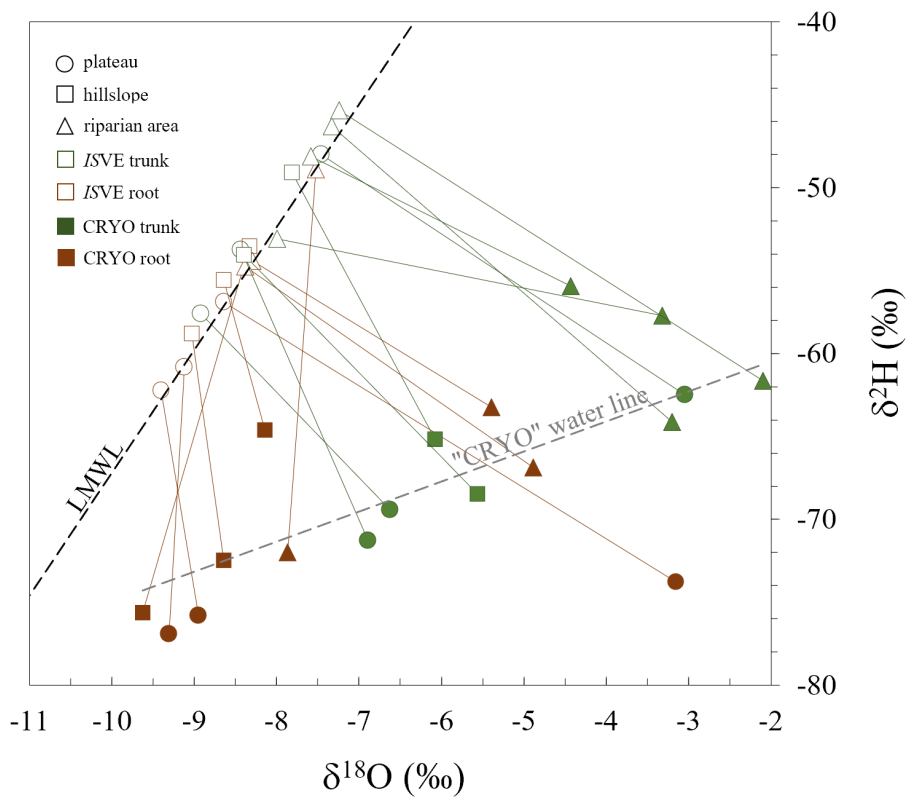 plateau
hillslope
riparian area
ISVE trunk
ISVE root
CRYO trunk
CRYO root
LMWL
"CRYO" water line
-40
-50
-60
-70
-80
δ²H (‰)
-11 -10 -9 -8 -7 -6 -5 -4 -3 -2
δ¹⁸O (‰)